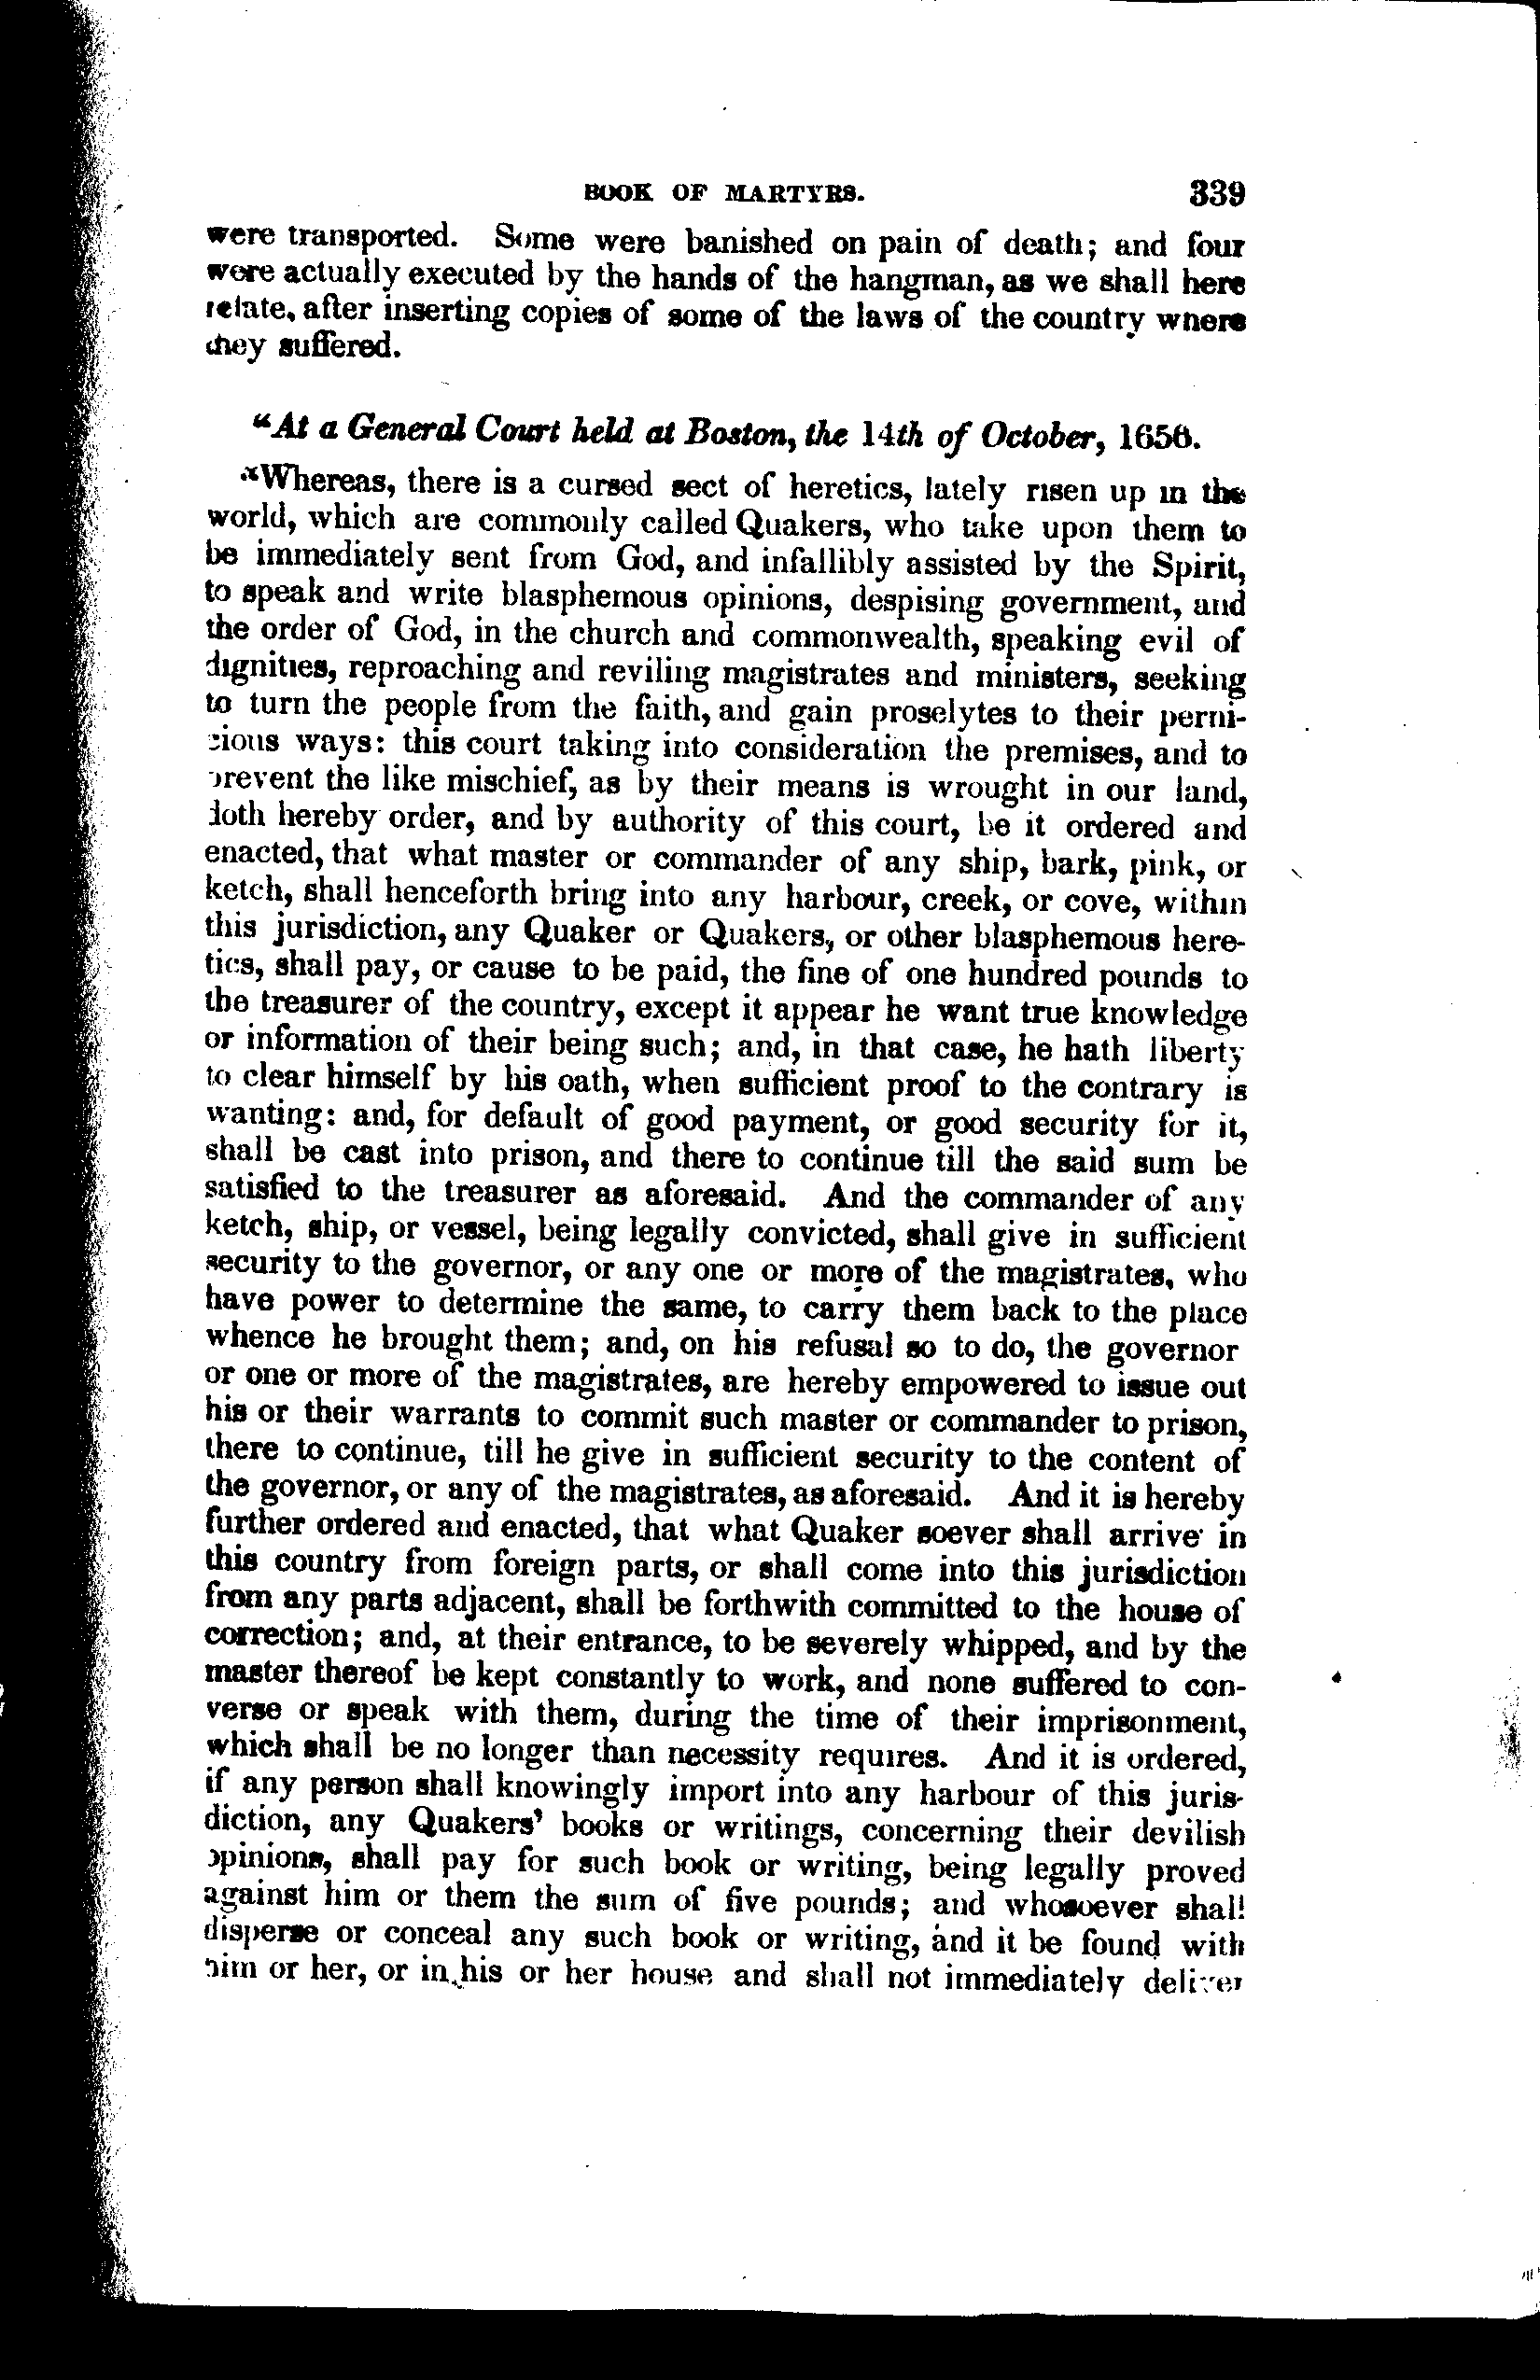 BOOK OF MARTYRS. 339
were transported. Some were banished on pain of death; and four
were actually executed by the hands of the hangman, as we shall here
relate, after inserting copies of some of the laws of the country where
they suffered.
"At a General Court held at Boston, the 14th of October, 1656.
"Whereas, there is a cursed sect of heretics, lately risen up in the
world, which are commonly called Quakers, who take upon them to
be immediately sent from God, and infallibly assisted by the Spirit,
to speak and write blasphemous opinions, despising government, and
the order of God, in the church and commonwealth, speaking evil of
dignities, reproaching and reviling magistrates and ministers, seeking
to turn the people from the faith, and gain proselytes to their perni-
cious ways: this court taking into consideration the premises, and to
prevent the like mischief, as by their means is wrought in our land,
doth hereby order, and by authority of this court, be it ordered and
enacted, that what master or commander of any ship, bark, pink, or
ketch, shall henceforth bring into any harbour, creek, or cove, within
this jurisdiction, any Quaker or Quakers, or other blasphemous here-
tics, shall pay, or cause to be paid, the fine of one hundred pounds to
the treasurer of the country, except it appear he want true knowledge
or information of their being such; and, in that case, he hath liberty
to clear himself by his oath, when sufficient proof to the contrary is
wanting: and, for default of good payment, or good security for it,
shall be cast into prison, and there to continue till the said sum be
satisfied to the treasurer as aforesaid. And the commander of any
ketch, ship, or vessel, being legally convicted, shall give in sufficient
security to the governor, or any one or more of the magistrates, who
have power to determine the same, to carry them back to the place
whence he brought them; and, on his refusal so to do, the governor
or one or more of the magistrates, are hereby empowered to issue out
his or their warrants to commit such master or commander to prison,
there to continue, till he give in sufficient security to the content of
the governor, or any of the magistrates, as aforesaid. And it is hereby
further ordered and enacted, that what Quaker soever shall arrive in
this country from foreign parts, or shall come into this jurisdiction
from any parts adjacent, shall be forthwith committed to the house of
correction; and, at their entrance, to be severely whipped, and by the
master thereof be kept constantly to work, and none suffered to con-
verse or speak with them, during the time of their imprisonment,
which shall be no longer than necessity requires. And it is ordered,
if any person shall knowingly import into any harbour of this juris-
diction, any Quakers' books or writings, concerning their devilish
opinions, shall pay for such book or writing, being legally proved
against him or them the sum of five pounds; and whosoever shall
disperse or conceal any such book or writing, and it be found with
him or her, or in his or her house and shall not immediately deliver